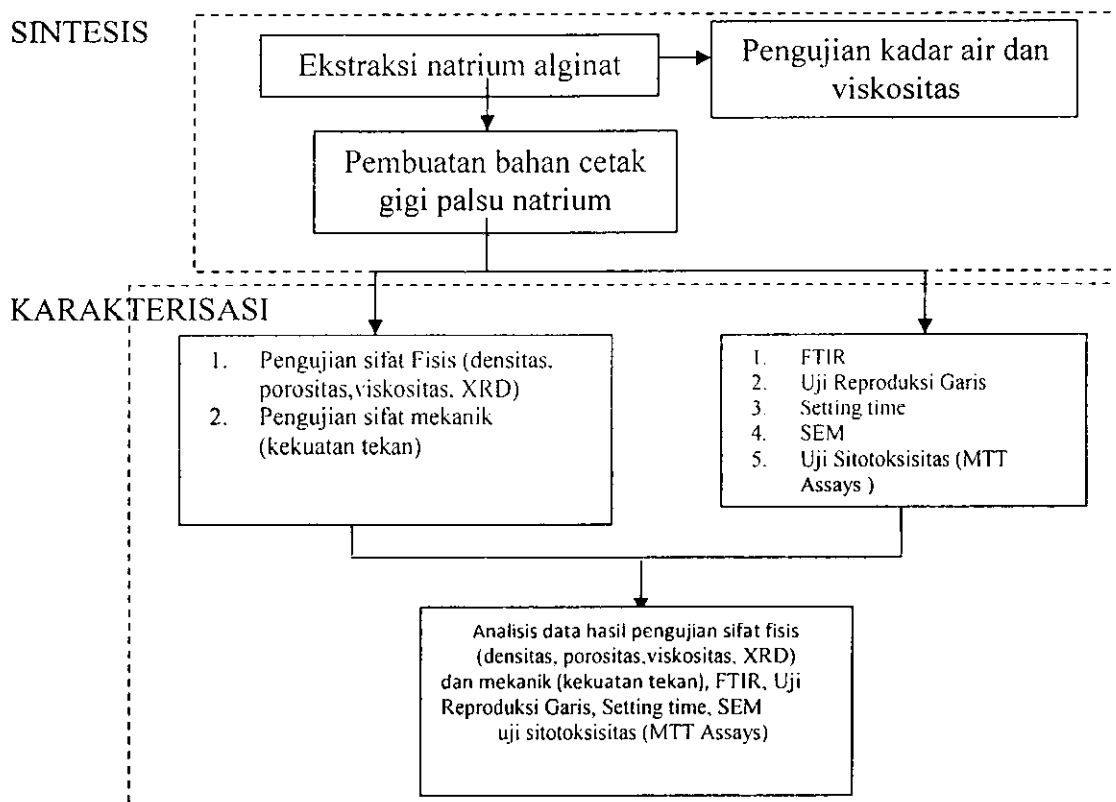 SINTESIS
Ekstraksi natrium alginat
Pengujian kadar air dan
viskositas
Pembuatan bahan cetak
gigi palsu natrium
KARAKTERISASI
1. Pengujian sifat Fisis (densitas,
porositas,viskositas, XRD)
2. Pengujian sifat mekanik
(kekuatan tekan)
1. FTIR
2. Uji Reproduksi Garis
3. Setting time
4. SEM
5. Uji Sitotoksisitas (MTT
Assays )
Analisis data hasil pengujian sifat fisis
(densitas, porositas,viskositas, XRD)
dan mekanik (kekuatan tekan), FTIR, Uji
Reproduksi Garis, Setting time, SEM
uji sitotoksisitas (MTT Assays)